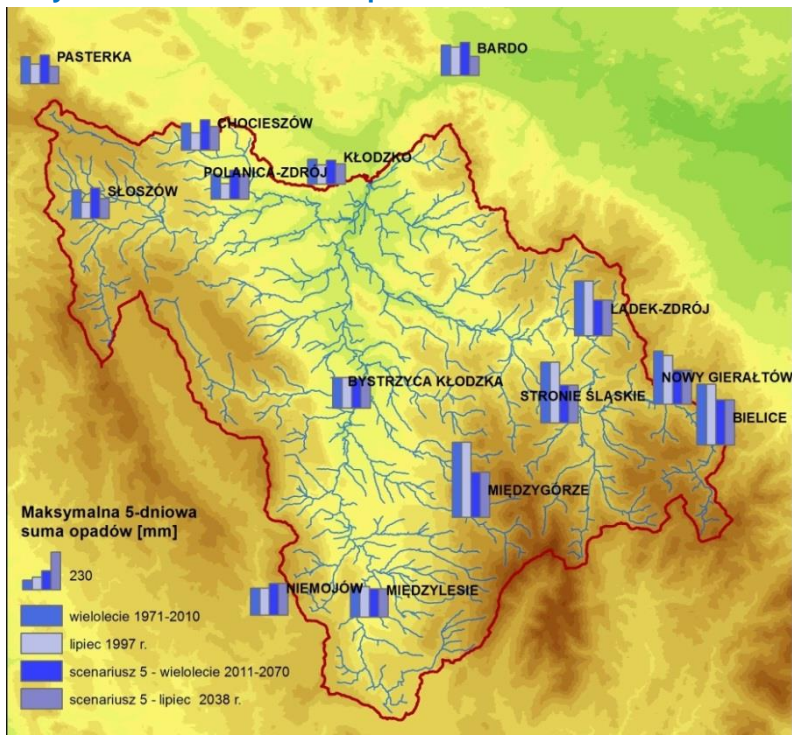 PASTERKA
BARDO
CHOCIESZÓW
KŁODZKO
POLANICA-ZDRÓJ
SŁOSZÓW
ŁADEK-ZDRÓJ
BYSTRZYCA KŁODZKA
NOWY GIERAŁTÓW
STRONIE ŚLĄSKIE
BIELICE
MIĘDZYGÓRZE
NIEMOJÓW
MIĘDZYLESIE
Maksymalna 5-dniowa
suma opadów [mm]
230
wielolecie 1971-2010
lipiec 1997 r.
scenariusz 5 - wielolecie 2011-2070
scenariusz 5 - lipiec 2038 r.